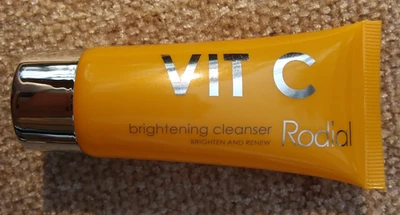 VIT C
brightening cleanser
BRIGHTEN AND RENEW
Rodial